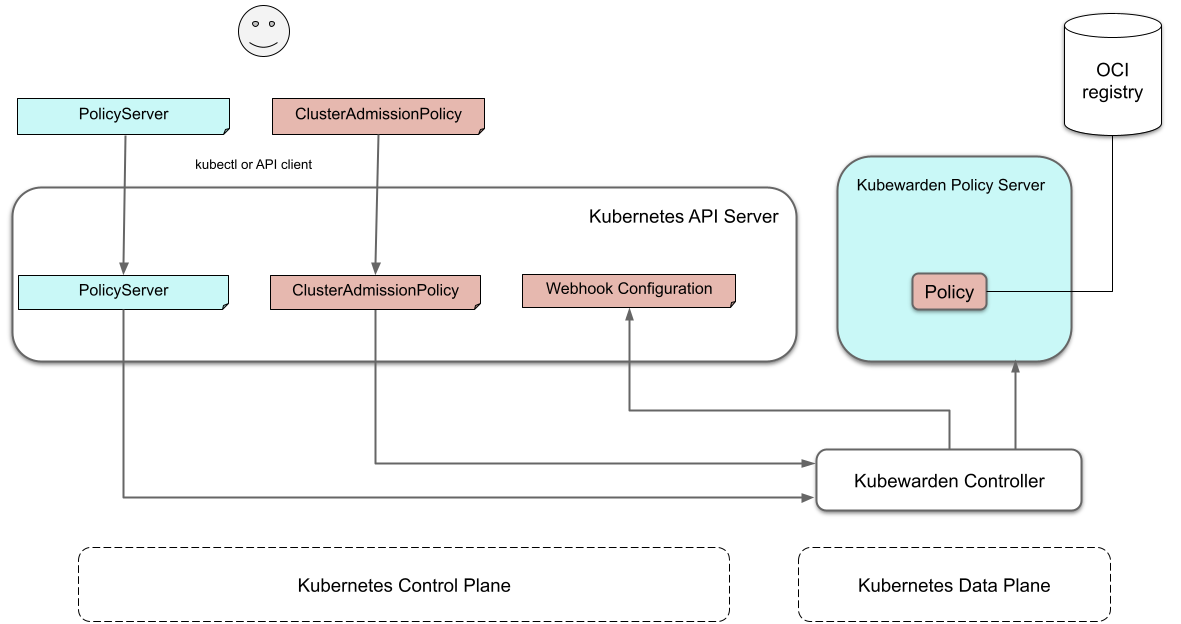 OCI
registry
PolicyServer
ClusterAdmissionPolicy
kubectl or API client
Kubewarden Policy Server
Kubernetes API Server
PolicyServer
ClusterAdmissionPolicy
Webhook Configuration
Policy
Kubewarden Controller
Kubernetes Control Plane
Kubernetes Data Plane